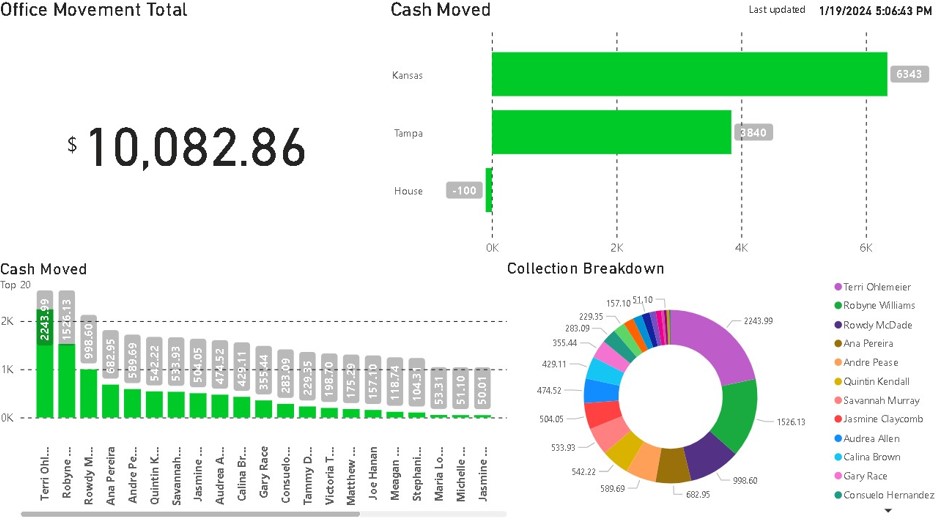 Office Movement Total
$ 10,082.86
Cash Moved
Last updated 1/19/2024 5:06:43 PM
Kansas
6343
Tampa
3840
House
-100
0K 2K 4K 6K
Cash Moved
Top 20
2K
1K
0K
2243.99
1526.13
998.60
682.95
589.69
542.22
533.93
504.05
474.52
429.11
355.44
283.09
229.35
198.70
175.29
157.10
118.74
104.31
53.31
51.10
50.01
Terri Ohl...
Robyne ...
Rowdy M...
Ana Pereira
Andre Pe...
Quintin K...
Savannah...
Jasmine ...
Audrea A...
Calina Br...
Gary Race
Consuelo...
Tammy D...
Victoria T...
Matthew ...
Joe Hanan
Meagan ...
Stephani...
Maria Lo...
Michelle ...
Jasmine ...
Collection Breakdown
2243.99
1526.13
998.60
682.95
589.69
542.22
533.93
504.05
474.52
429.11
355.44
283.09
229.35
157.10
51.10
Terri Ohlemeier
Robyne Williams
Rowdy McDade
Ana Pereira
Andre Pease
Quintin Kendall
Savannah Murray
Jasmine Claycomb
Audrea Allen
Calina Brown
Gary Race
Consuelo Hernandez